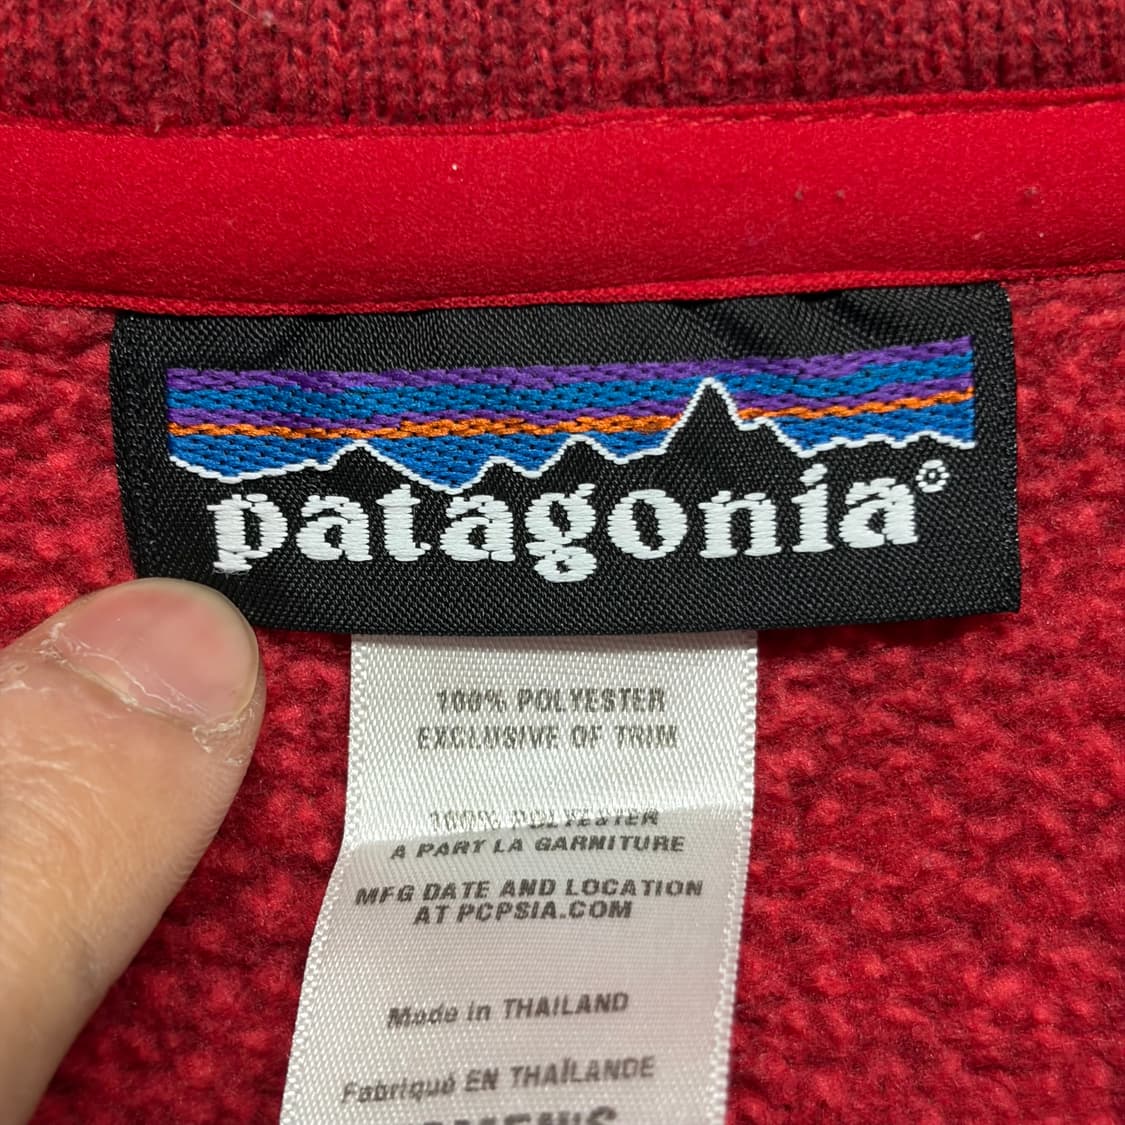 patagonia®
100% POLYESTER
EXCLUSIVE OF TRIM
100% POLYESTER
A PART LA GARNITURE
MFG DATE AND LOCATION
AT PCPSIA.COM
Made in THAILAND
Fabriqué EN THAÏLANDE